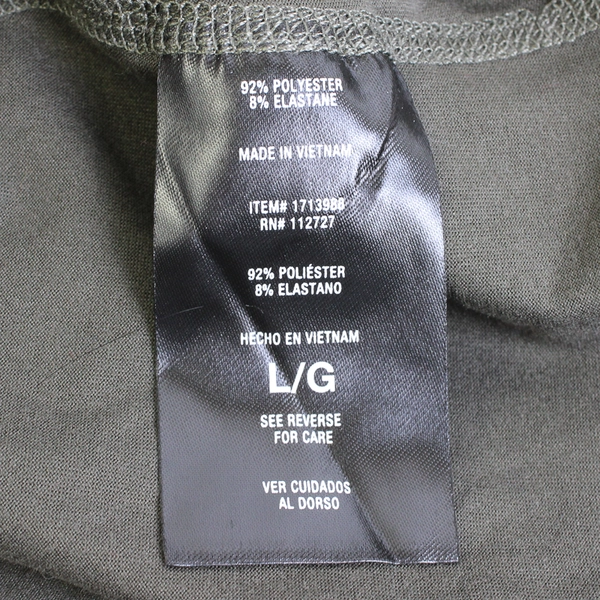 92% POLYESTER
8% ELASTANE
MADE IN VIETNAM
ITEM# 1713988
RN# 112727
92% POLIÉSTER
8% ELASTANO
HECHO EN VIETNAM
L/G
SEE REVERSE
FOR CARE
VER CUIDADOS
AL DORSO